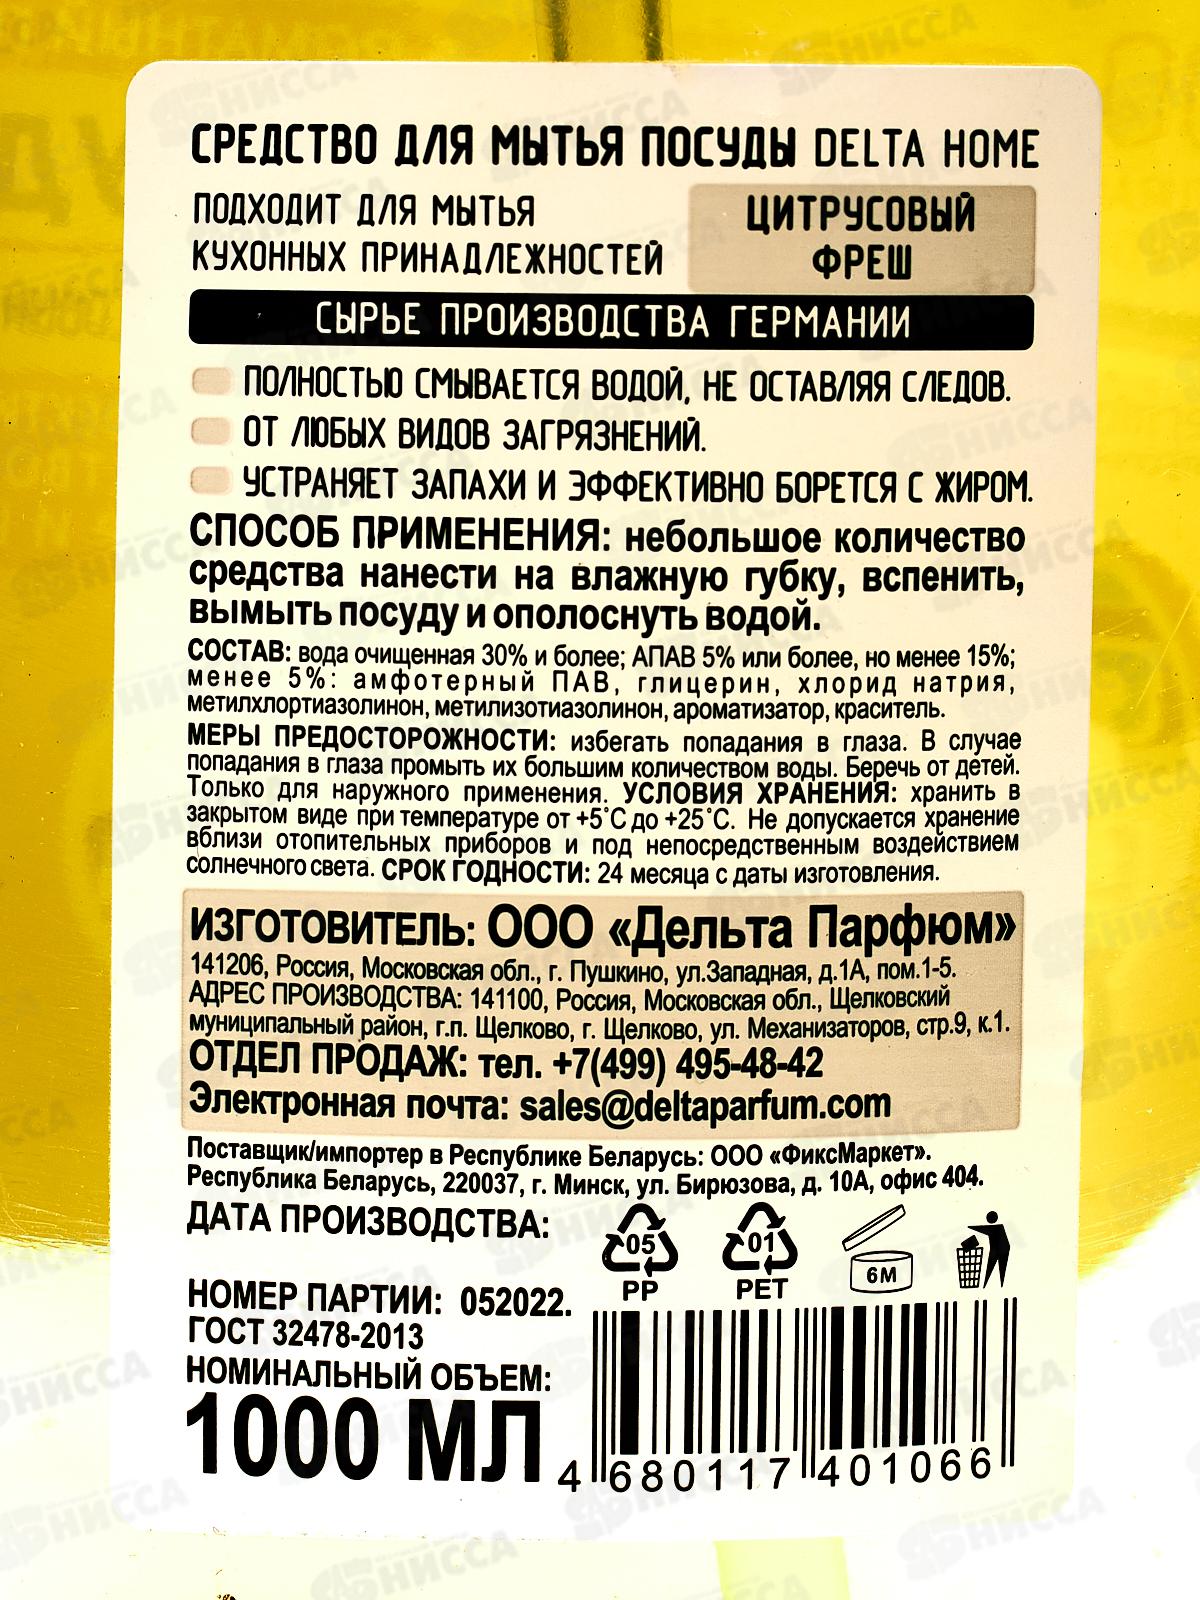 СРЕДСТВО ДЛЯ МЫТЬЯ ПОСУДЫ DELTA HOME
ПОДХОДИТ ДЛЯ МЫТЬЯ
КУХОННЫХ ПРИНАДЛЕЖНОСТЕЙ
ЦИТРУСОВЫЙ
ФРЕШ
СЫРЬЕ ПРОИЗВОДСТВА ГЕРМАНИИ
ПОЛНОСТЬЮ СМЫВАЕТСЯ ВОДОЙ, НЕ ОСТАВЛЯЯ СЛЕДОВ.
ОТ ЛЮБЫХ ВИДОВ ЗАГРЯЗНЕНИЙ.
УСТРАНЯЕТ ЗАПАХИ И ЭФФЕКТИВНО БОРЕТСЯ С ЖИРОМ.
СПОСОБ ПРИМЕНЕНИЯ: небольшое количество
средства нанести на влажную губку, вспенить,
вымыть посуду и ополоснуть водой.
СОСТАВ: вода очищенная 30% и более; АПАВ 5% или более, но менее 15%;
менее 5%: амфотерный ПАВ, глицерин, хлорид натрия,
метилхлортиазолинон, метилизотиазолинон, ароматизатор, краситель.
МЕРЫ ПРЕДОСТОРОЖНОСТИ: избегать попадания в глаза. В случае
попадания в глаза промыть их большим количеством воды. Беречь от детей.
Только для наружного применения. УСЛОВИЯ ХРАНЕНИЯ: хранить в
закрытом виде при температуре от +5˚С до +25˚С. Не допускается хранение
вблизи отопительных приборов и под непосредственным воздействием
солнечного света. СРОК ГОДНОСТИ: 24 месяца с даты изготовления.
ИЗГОТОВИТЕЛЬ: ООО «Дельта Парфюм»
141206, Россия, Московская обл., г. Пушкино, ул.Западная, д.1А, пом.1-5.
АДРЕС ПРОИЗВОДСТВА: 141100, Россия, Московская обл., Щелковский
муниципальный район, г.п. Щелково, г. Щелково, ул. Механизаторов, стр.9, к.1.
ОТДЕЛ ПРОДАЖ: тел. +7(499) 495-48-42
Электронная почта: sales@deltaparfum.com
Поставщик/импортер в Республике Беларусь: ООО «ФиксМаркет».
Республика Беларусь, 220037, г. Минск, ул. Бирюзова, д. 10А, офис 404.
ДАТА ПРОИЗВОДСТВА:
05
PP
01
PET
6М
НОМЕР ПАРТИИ: 052022.
ГОСТ 32478-2013
НОМИНАЛЬНЫЙ ОБЪЕМ:
1000 МЛ
4 680117 401066